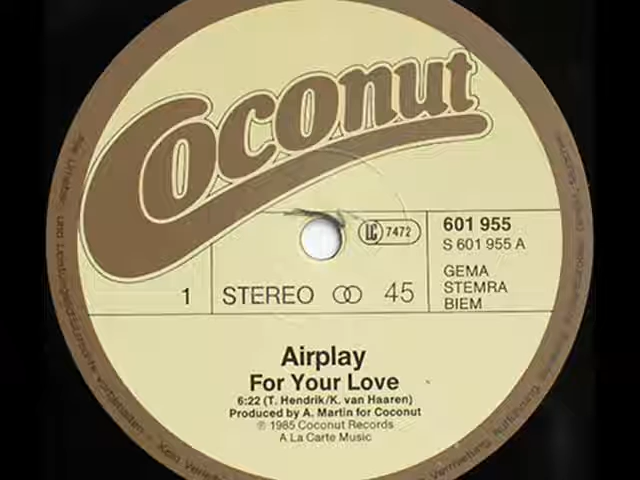 Coconut
LC 7472
601 955
S 601 955 A
GEMA
STEMRA
BIEM
1
STEREO
45
Airplay
For Your Love
6:22 (T. Hendrik/K. van Haaren)
Produced by A. Martin for Coconut
℗ 1985 Coconut Records
A La Carte Music